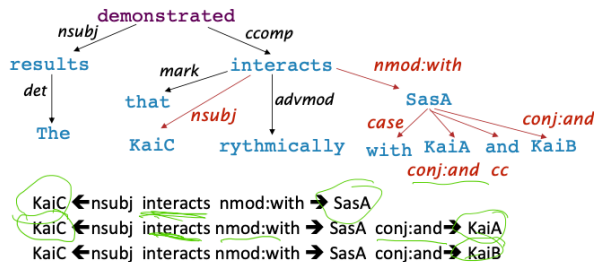 demonstrated
nsubj ccomp
results mark interacts nmod:with
det that nsubj advmod SasA
case conj:and
The KaiC rythmically with KaiA and KaiB
conj:and cc
KaiC ←nsubj interacts nmod:with→ SasA
KaiC ←nsubj interacts nmod:with→ SasA conj:and→ KaiA
KaiC ←nsubj interacts nmod:with→ SasA conj:and→ KaiB